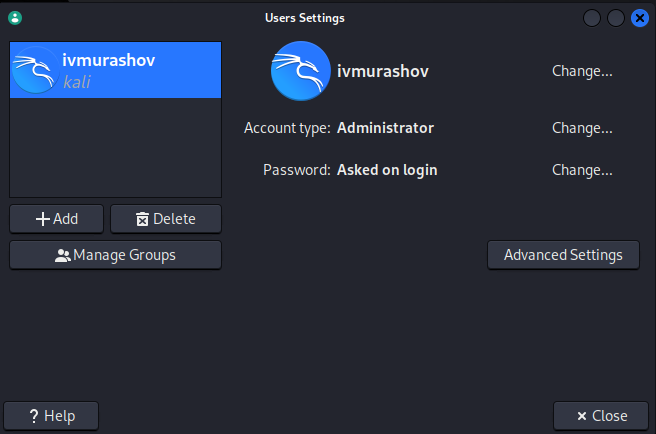 Users Settings
ivmurashov
kali
ivmurashov
Change...
Account type: Administrator
Change...
Password: Asked on login
Change...
Add
Delete
Manage Groups
Advanced Settings
? Help
Close